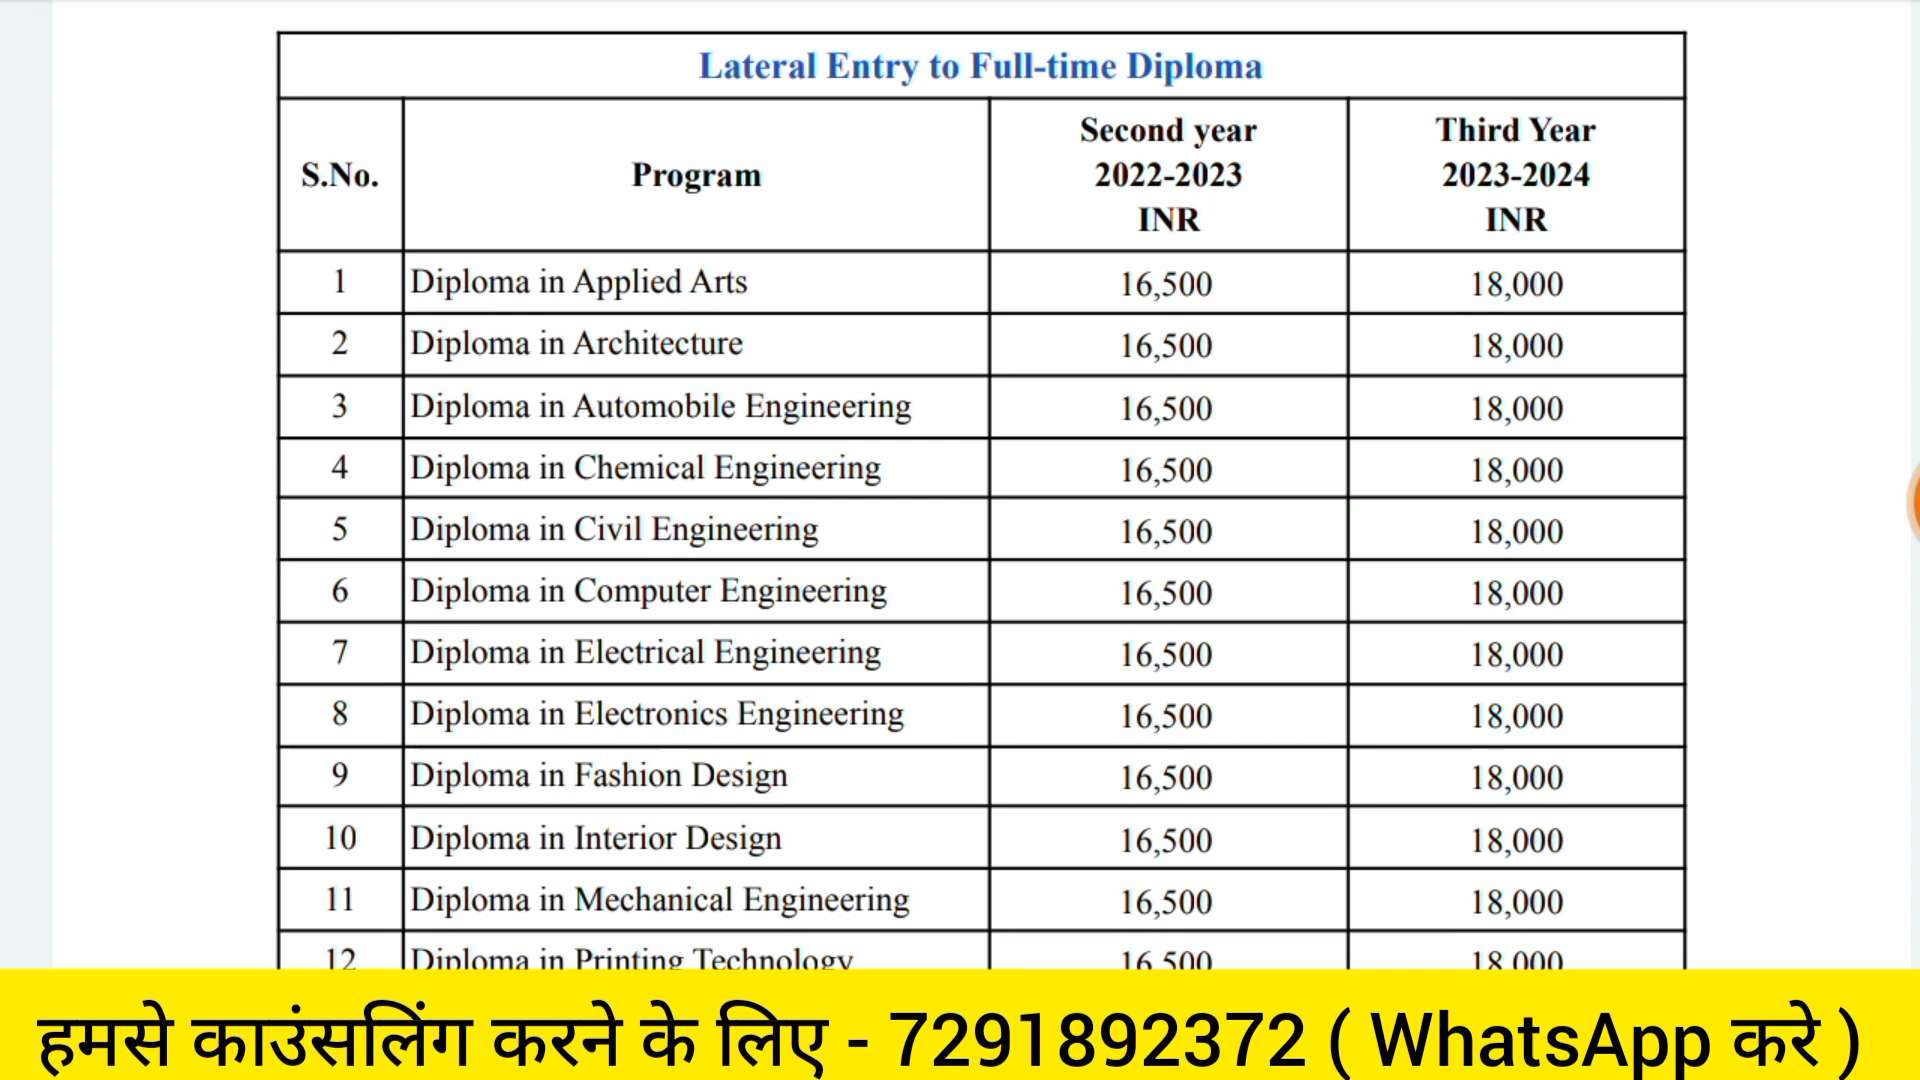 Lateral Entry to Full-time Diploma
S.No. Program Second year 2022-2023 INR Third Year 2023-2024 INR
1 Diploma in Applied Arts 16,500 18,000
2 Diploma in Architecture 16,500 18,000
3 Diploma in Automobile Engineering 16,500 18,000
4 Diploma in Chemical Engineering 16,500 18,000
5 Diploma in Civil Engineering 16,500 18,000
6 Diploma in Computer Engineering 16,500 18,000
7 Diploma in Electrical Engineering 16,500 18,000
8 Diploma in Electronics Engineering 16,500 18,000
9 Diploma in Fashion Design 16,500 18,000
10 Diploma in Interior Design 16,500 18,000
11 Diploma in Mechanical Engineering 16,500 18,000
12 Diploma in Printing Technology 16,500 18,000
हमसे काउंसलिंग करने के लिए - 7291892372 ( WhatsApp करे )